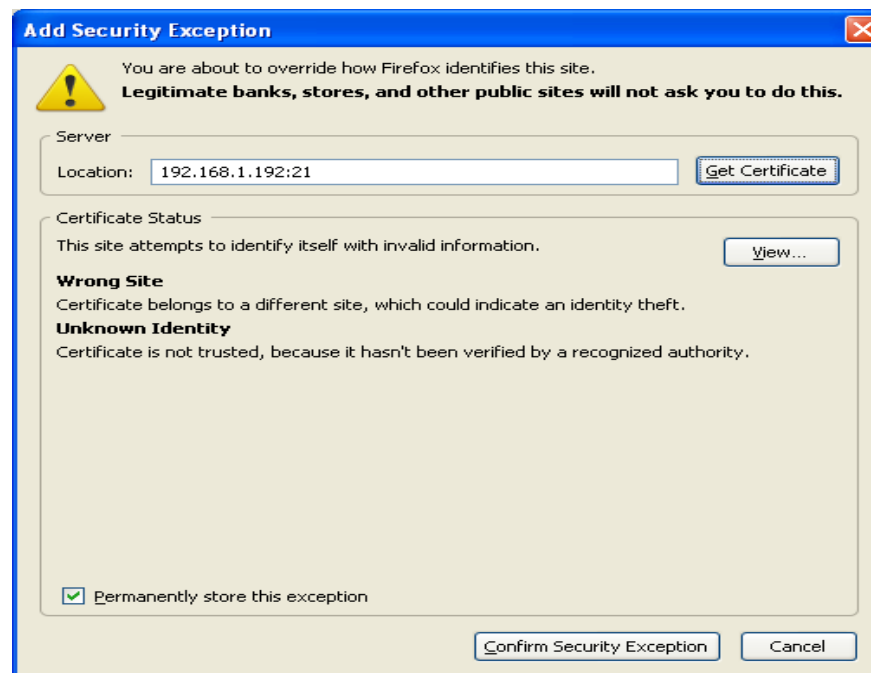 Add Security Exception
You are about to override how Firefox identifies this site.
Legitimate banks, stores, and other public sites will not ask you to do this.
Server
Location: 192.168.1.192:21 Get Certificate
Certificate Status
This site attempts to identify itself with invalid information. View...
Wrong Site
Certificate belongs to a different site, which could indicate an identity theft.
Unknown Identity
Certificate is not trusted, because it hasn't been verified by a recognized authority.
Permanently store this exception
Confirm Security Exception Cancel